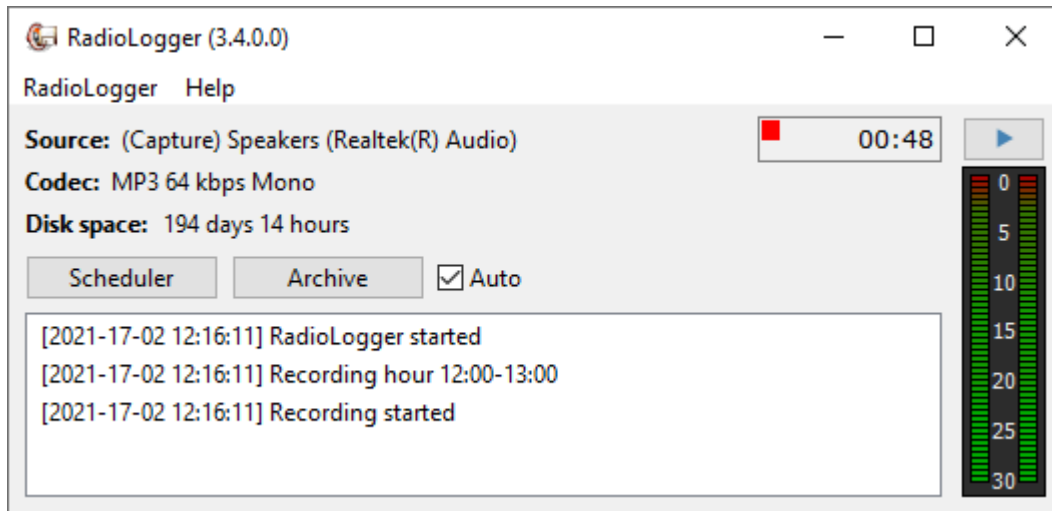 RadioLogger (3.4.0.0)
RadioLogger Help
Source: (Capture) Speakers (Realtek(R) Audio) 00:48
Codec: MP3 64 kbps Mono
Disk space: 194 days 14 hours
Scheduler Archive Auto
[2021-17-02 12:16:11] RadioLogger started
[2021-17-02 12:16:11] Recording hour 12:00-13:00
[2021-17-02 12:16:11] Recording started
0
5
10
15
20
25
30